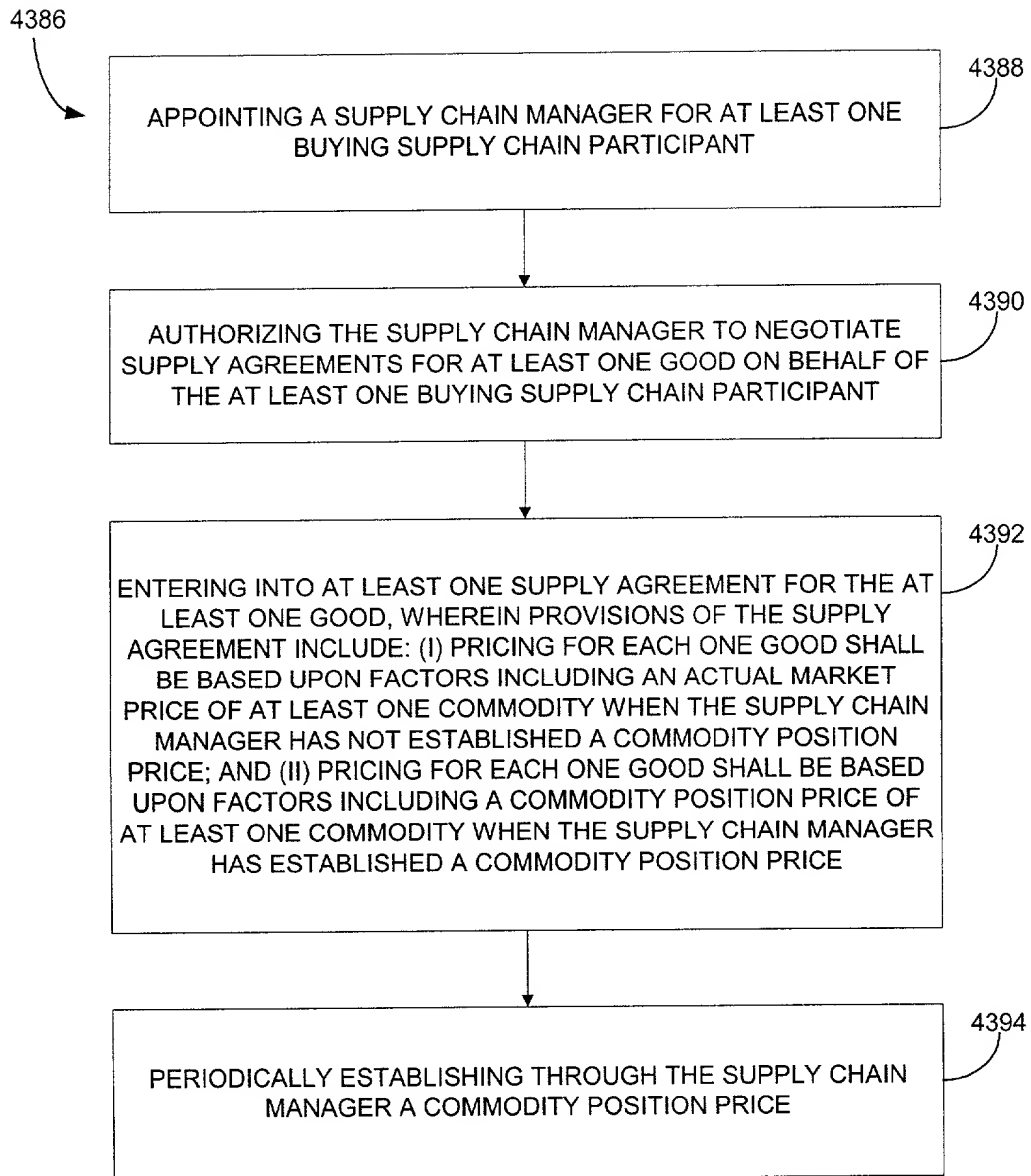 4386
4388
APPOINTING A SUPPLY CHAIN MANAGER FOR AT LEAST ONE
BUYING SUPPLY CHAIN PARTICIPANT
4390
AUTHORIZING THE SUPPLY CHAIN MANAGER TO NEGOTIATE
SUPPLY AGREEMENTS FOR AT LEAST ONE GOOD ON BEHALF OF
THE AT LEAST ONE BUYING SUPPLY CHAIN PARTICIPANT
4392
ENTERING INTO AT LEAST ONE SUPPLY AGREEMENT FOR THE AT
LEAST ONE GOOD, WHEREIN PROVISIONS OF THE SUPPLY
AGREEMENT INCLUDE: (I) PRICING FOR EACH ONE GOOD SHALL
BE BASED UPON FACTORS INCLUDING AN ACTUAL MARKET
PRICE OF AT LEAST ONE COMMODITY WHEN THE SUPPLY CHAIN
MANAGER HAS NOT ESTABLISHED A COMMODITY POSITION
PRICE; AND (II) PRICING FOR EACH ONE GOOD SHALL BE BASED
UPON FACTORS INCLUDING A COMMODITY POSITION PRICE OF
AT LEAST ONE COMMODITY WHEN THE SUPPLY CHAIN MANAGER
HAS ESTABLISHED A COMMODITY POSITION PRICE
4394
PERIODICALLY ESTABLISHING THROUGH THE SUPPLY CHAIN
MANAGER A COMMODITY POSITION PRICE